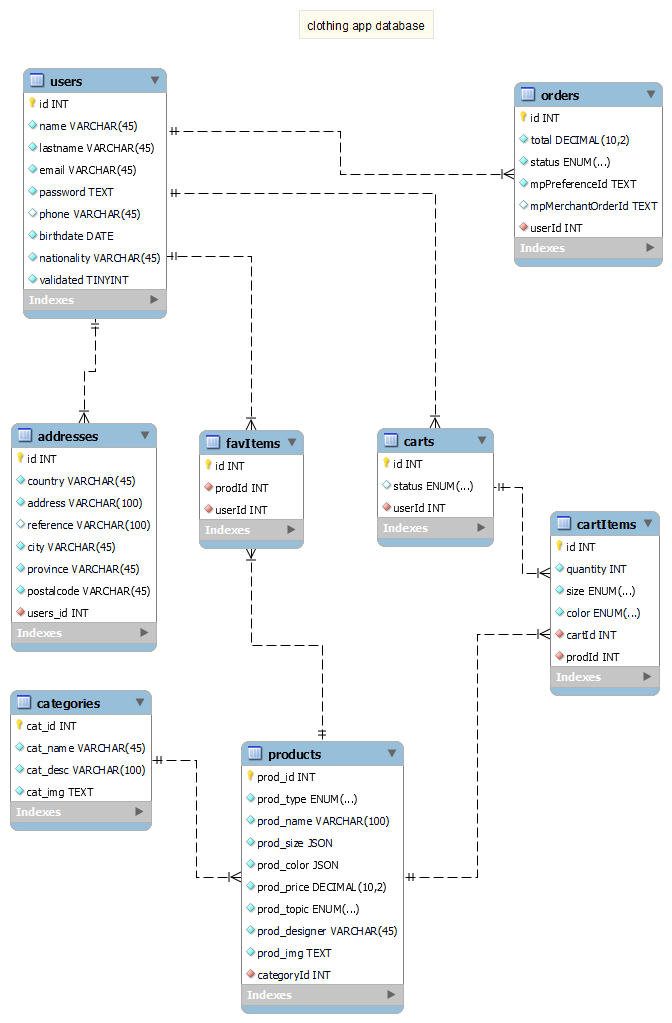 clothing app database
users
id INT
name VARCHAR(45)
lastname VARCHAR(45)
email VARCHAR(45)
password TEXT
phone VARCHAR(45)
birthdate DATE
nationality VARCHAR(45)
validated TINYINT
Indexes
orders
id INT
total DECIMAL(10,2)
status ENUM(...)
mpPreferenceId TEXT
mpMerchantOrderId TEXT
userId INT
Indexes
addresses
id INT
country VARCHAR(45)
address VARCHAR(100)
reference VARCHAR(100)
city VARCHAR(45)
province VARCHAR(45)
postalcode VARCHAR(45)
users_id INT
Indexes
favItems
id INT
prodId INT
userId INT
Indexes
carts
id INT
status ENUM(...)
userId INT
Indexes
cartItems
id INT
quantity INT
size ENUM(...)
color ENUM(...)
cartId INT
prodId INT
Indexes
categories
cat_id INT
cat_name VARCHAR(45)
cat_desc VARCHAR(100)
cat_img TEXT
Indexes
products
prod_id INT
prod_type ENUM(...)
prod_name VARCHAR(100)
prod_size JSON
prod_color JSON
prod_price DECIMAL(10,2)
prod_topic ENUM(...)
prod_designer VARCHAR(45)
prod_img TEXT
categoryId INT
Indexes